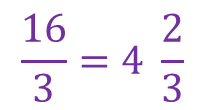 16/3 = 4 2/3